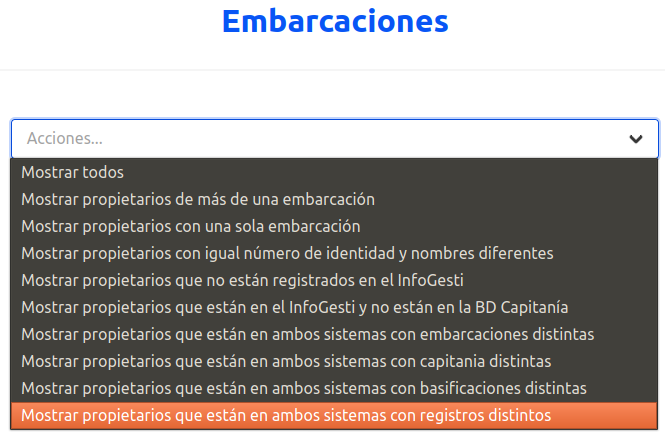 Embarcaciones
Acciones...
Mostrar todos
Mostrar propietarios de más de una embarcación
Mostrar propietarios con una sola embarcación
Mostrar propietarios con igual número de identidad y nombres diferentes
Mostrar propietarios que no están registrados en el InfoGesti
Mostrar propietarios que están en el InfoGesti y no están en la BD Capitanía
Mostrar propietarios que están en ambos sistemas con embarcaciones distintas
Mostrar propietarios que están en ambos sistemas con capitania distintas
Mostrar propietarios que están en ambos sistemas con basificaciones distintas
Mostrar propietarios que están en ambos sistemas con registros distintos